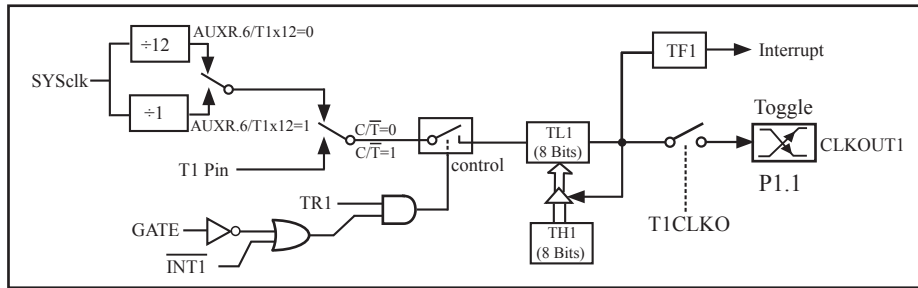 AUXR.6/T1x12=0
÷12
SYSclk
÷1
AUXR.6/T1x12=1
C/T̅=0
C/T̅=1
T1 Pin
control
TR1
GATE
I̅N̅T̅1̅
TL1
(8 Bits)
TH1
(8 Bits)
TF1
Interrupt
Toggle
CLKOUT1
P1.1
T1CLKO